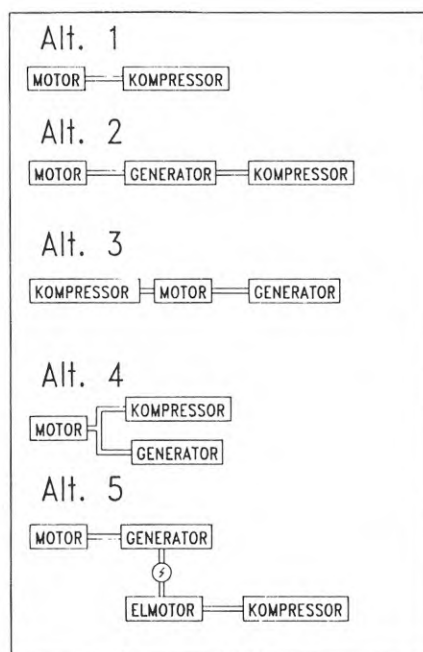 Alt. 1
MOTOR KOMPRESSOR
Alt. 2
MOTOR GENERATOR KOMPRESSOR
Alt. 3
KOMPRESSOR MOTOR GENERATOR
Alt. 4
KOMPRESSOR
MOTOR
GENERATOR
Alt. 5
MOTOR GENERATOR
ELMOTOR KOMPRESSOR